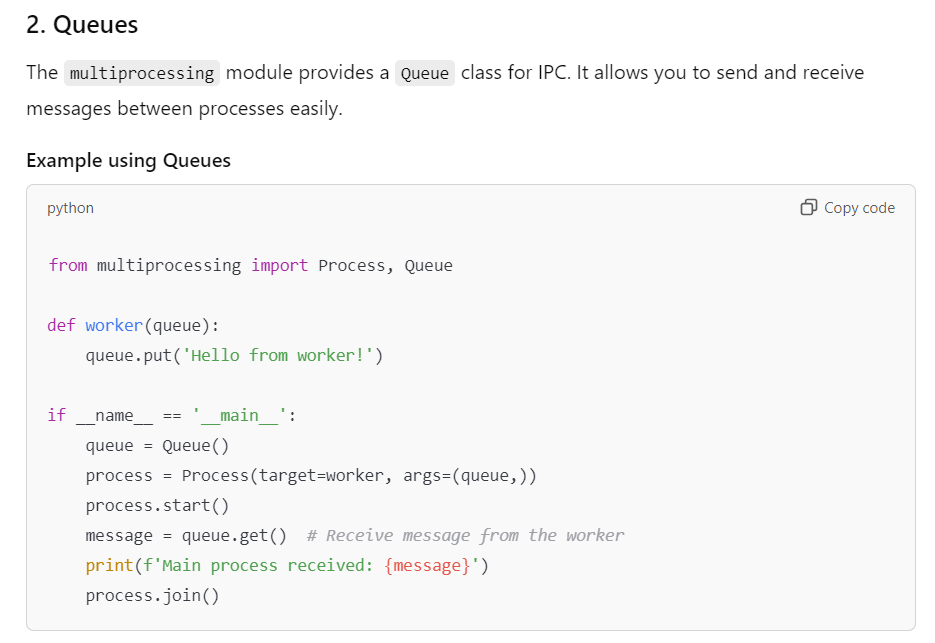 2. Queues
The multiprocessing module provides a Queue class for IPC. It allows you to send and receive
messages between processes easily.
Example using Queues
python
Copy code
from multiprocessing import Process, Queue
def worker(queue):
    queue.put('Hello from worker!')
if __name__ == '__main__':
    queue = Queue()
    process = Process(target=worker, args=(queue,))
    process.start()
    message = queue.get()  # Receive message from the worker
    print(f'Main process received: {message}')
    process.join()